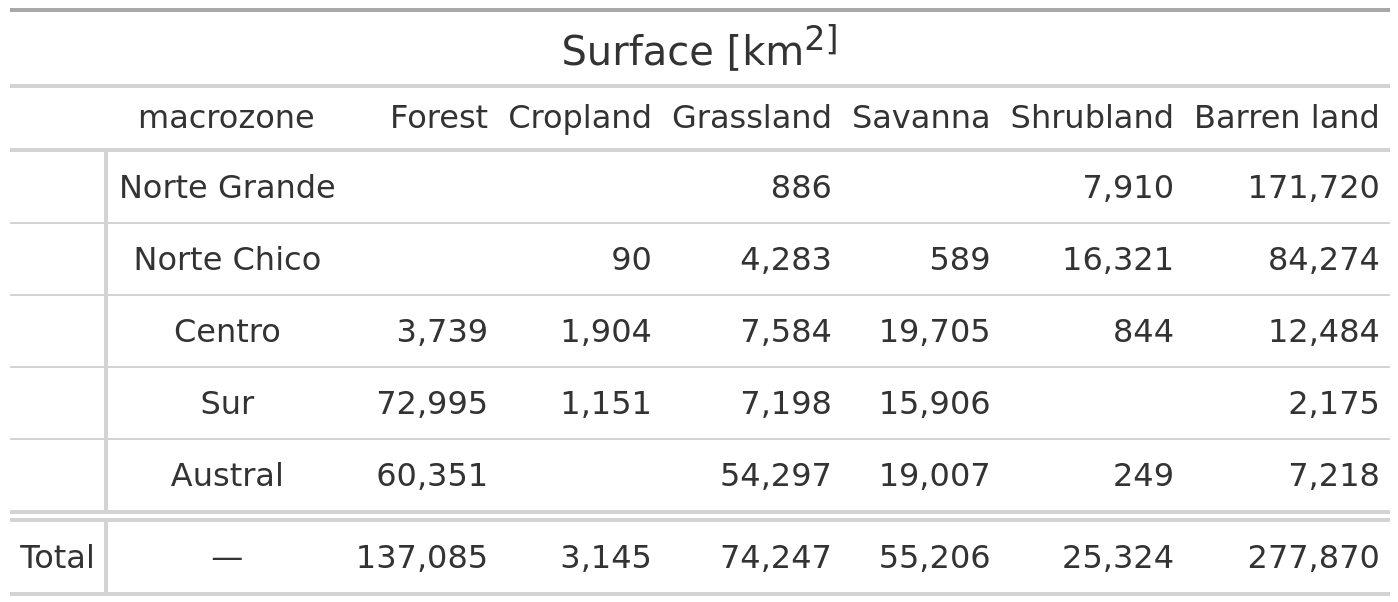 Surface [km²]
macrozone Forest Cropland Grassland Savanna Shrubland Barren land
Norte Grande 886 7,910 171,720
Norte Chico 90 4,283 589 16,321 84,274
Centro 3,739 1,904 7,584 19,705 844 12,484
Sur 72,995 1,151 7,198 15,906 2,175
Austral 60,351 54,297 19,007 249 7,218
Total — 137,085 3,145 74,247 55,206 25,324 277,870